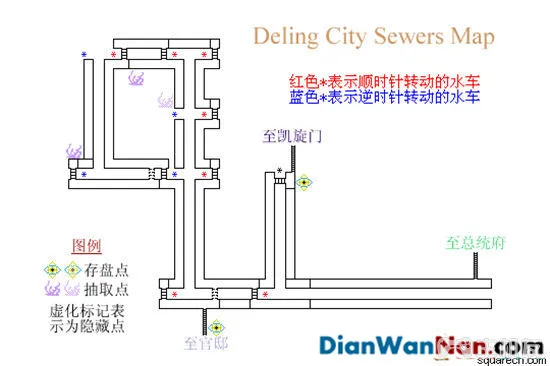 Deling City Sewers Map
红色*表示顺时针转动的水车
蓝色*表示逆时针转动的水车
至凯旋门
至总统府
图例
存盘点
抽取点
虚化标记表
示为隐藏点
至官邸
DianWanNan.com
squarecn.com